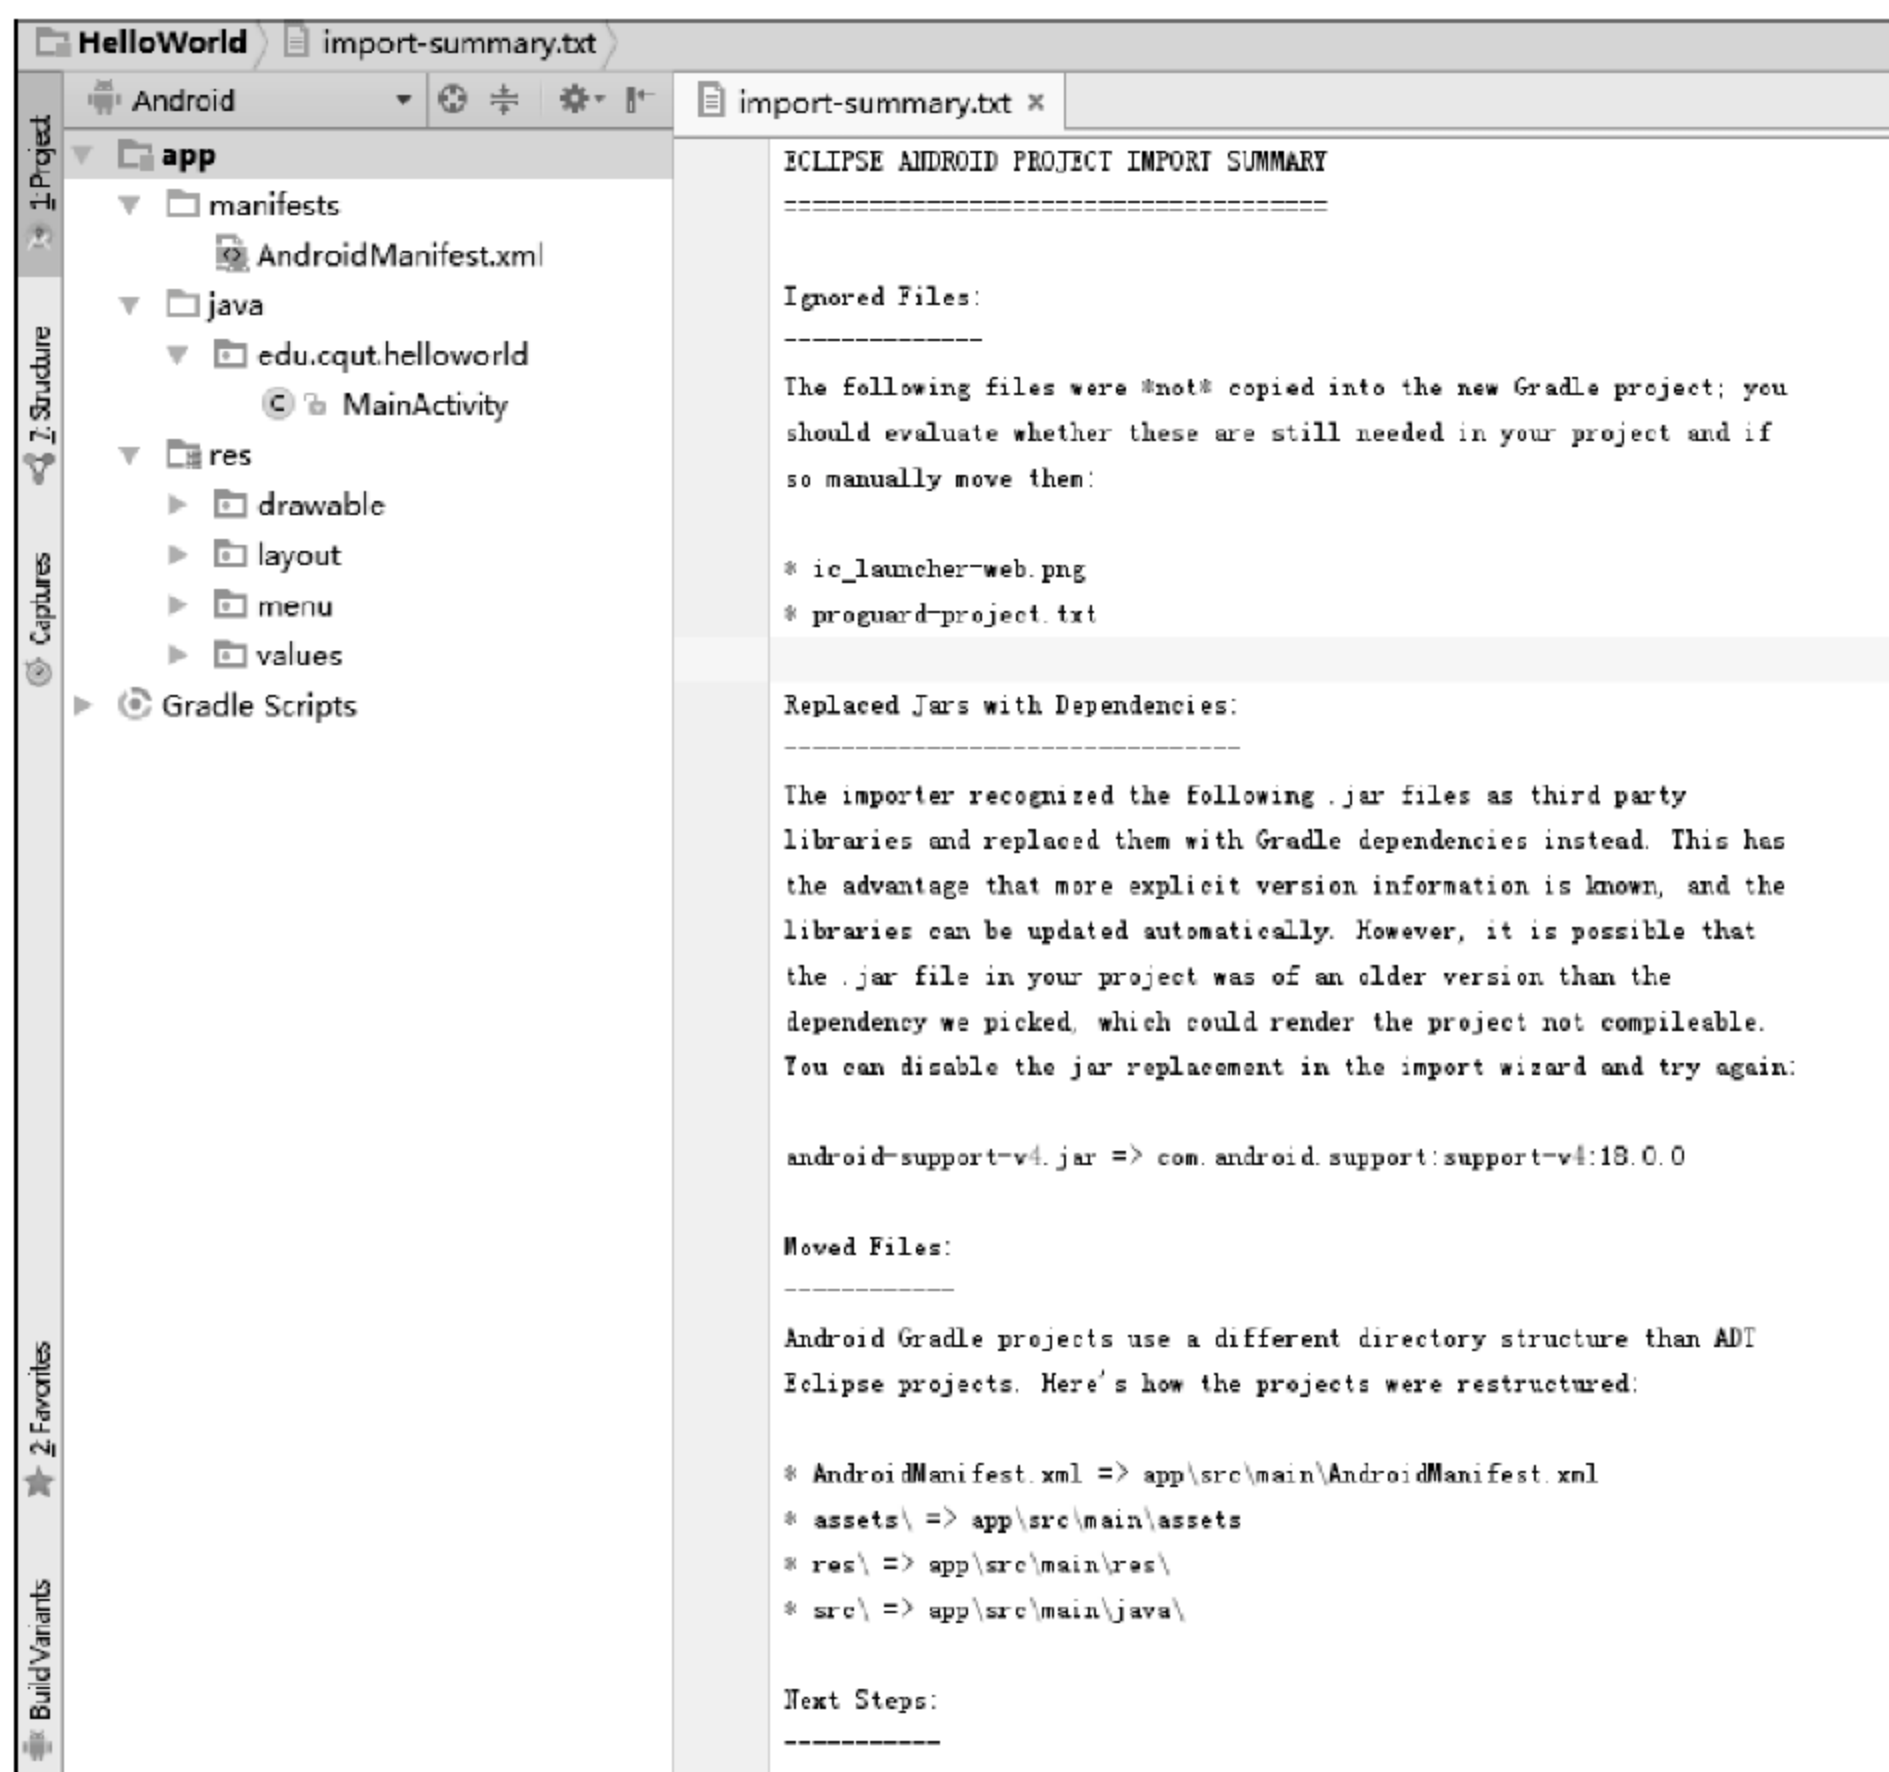 HelloWorld
import-summary.txt
Android
app
manifests
AndroidManifest.xml
java
edu.cqut.helloworld
MainActivity
res
drawable
layout
menu
values
Gradle Scripts
1: Project
7: Structure
Captures
2: Favorites
Build Variants
import-summary.txt
ECLIPSE ANDROID PROJECT IMPORT SUMMARY
======================================
Ignored Files:
--------------
The following files were *not* copied into the new Gradle project; you
should evaluate whether these are still needed in your project and if
so manually move them:
* ic_launcher-web.png
* proguard-project.txt
Replaced Jars with Dependencies:
--------------------------------
The importer recognized the following .jar files as third party
libraries and replaced them with Gradle dependencies instead. This has
the advantage that more explicit version information is known, and the
libraries can be updated automatically. However, it is possible that
the .jar file in your project was of an older version than the
dependency we picked, which could render the project not compileable.
You can disable the jar replacement in the import wizard and try again:
android-support-v4.jar => com.android.support:support-v4:18.0.0
Moved Files:
------------
Android Gradle projects use a different directory structure than ADT
Eclipse projects. Here's how the projects were restructured:
* AndroidManifest.xml => app\src\main\AndroidManifest.xml
* assets\ => app\src\main\assets
* res\ => app\src\main\res\
* src\ => app\src\main\java\
Next Steps:
-----------